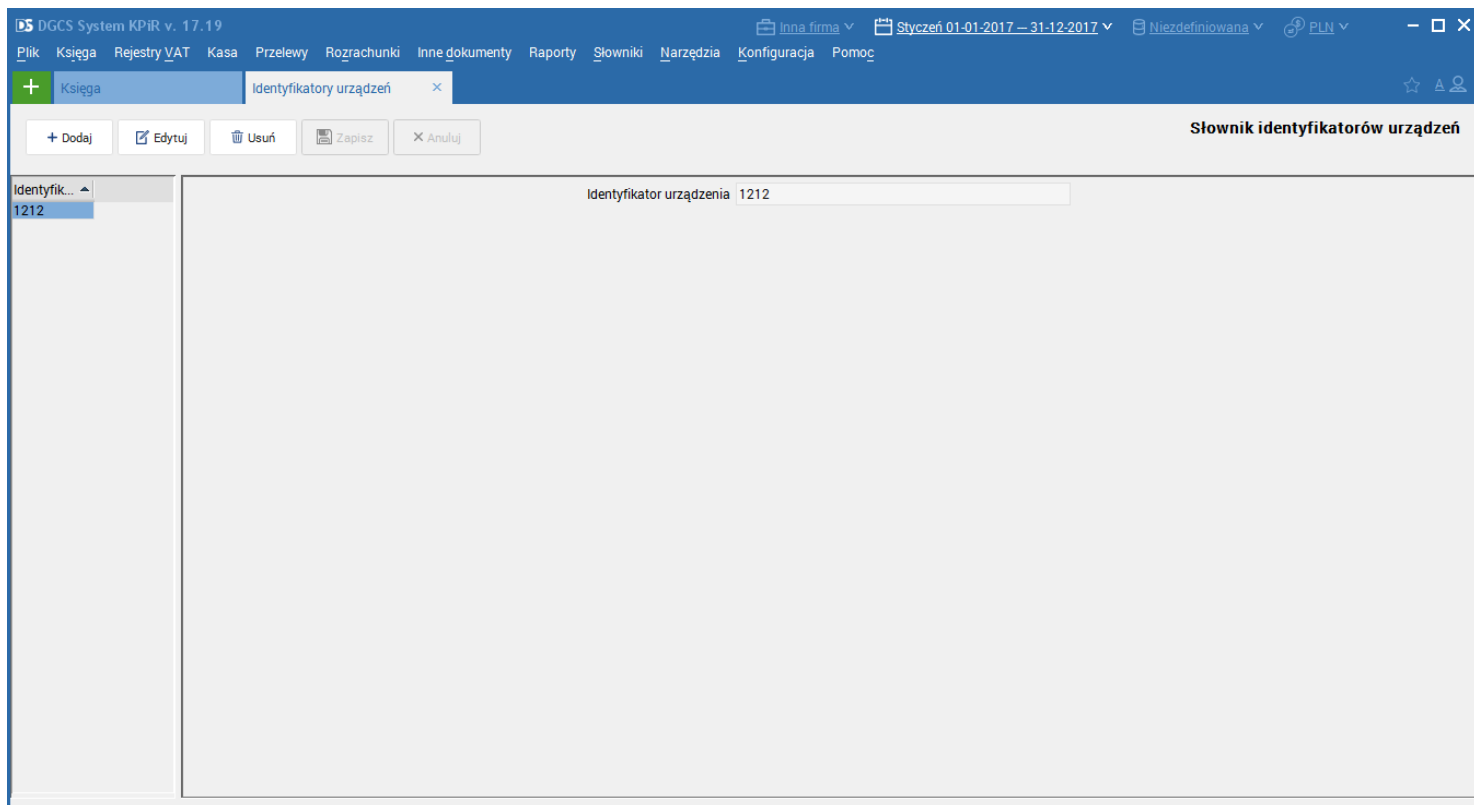 DS DGCS System KPiR v. 17.19 Inna firma Styczeń 01-01-2017 — 31-12-2017 Niezdefiniowana PLN
Plik Księga Rejestry VAT Kasa Przelewy Rozrachunki Inne dokumenty Raporty Słowniki Narzędzia Konfiguracja Pomoc
+ Księga Identyfikatory urządzeń × A
+ Dodaj Edytuj Usuń Zapisz × Anuluj Słownik identyfikatorów urządzeń
Identyfik... Identyfikator urządzenia 1212
1212